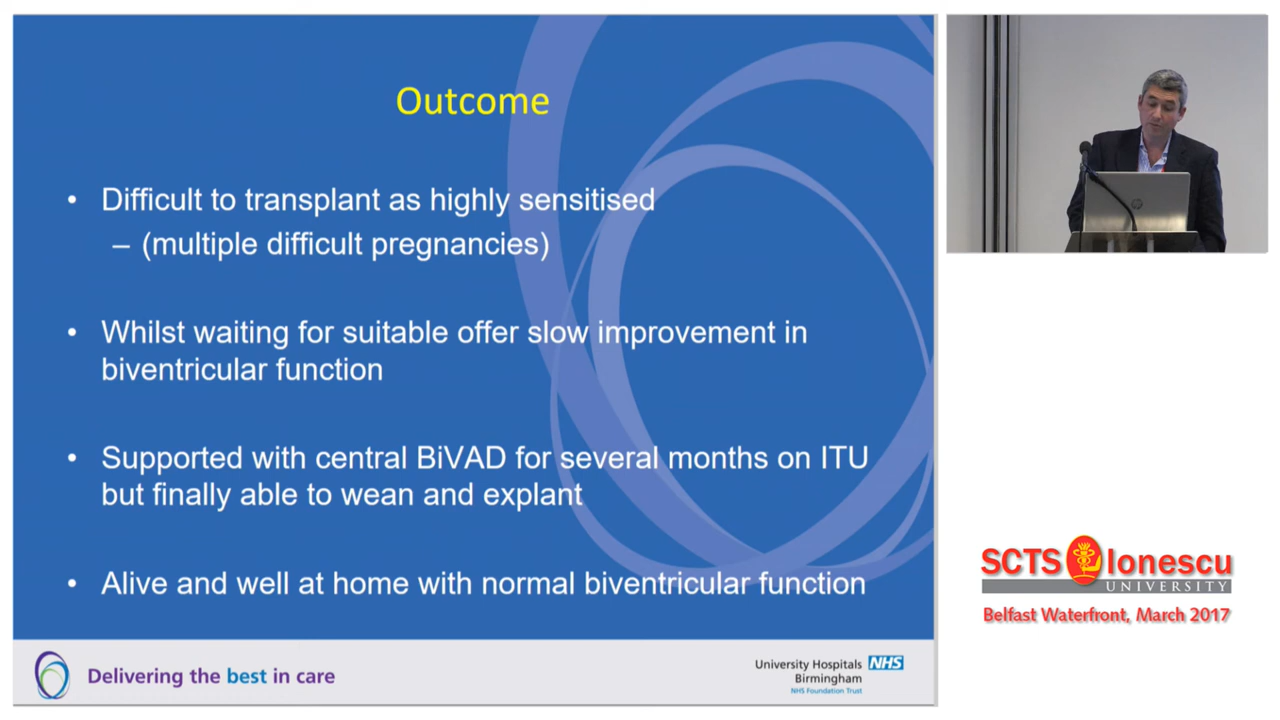 Outcome
• Difficult to transplant as highly sensitised
– (multiple difficult pregnancies)
• Whilst waiting for suitable offer slow improvement in
biventricular function
• Supported with central BiVAD for several months on ITU
but finally able to wean and explant
• Alive and well at home with normal biventricular function
Delivering the best in care
University Hospitals NHS
Birmingham
NHS Foundation Trust
SCTS Ionescu
UNIVERSITY
Belfast Waterfront, March 2017